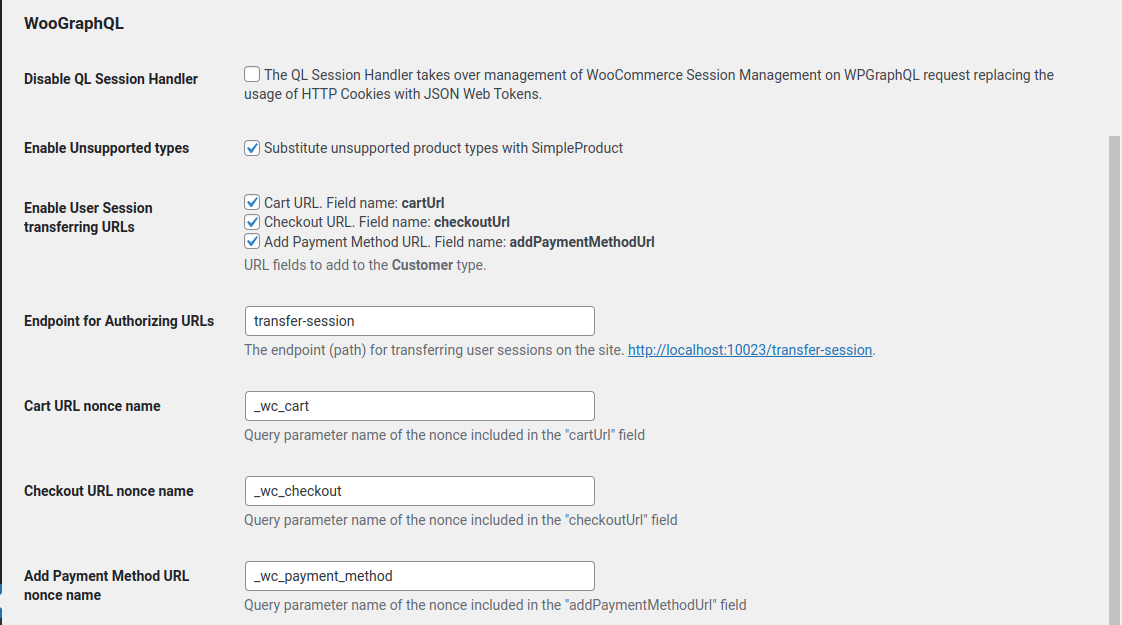 WooGraphQL
Disable QL Session Handler
The QL Session Handler takes over management of WooCommerce Session Management on WPGraphQL request replacing the
usage of HTTP Cookies with JSON Web Tokens.
Enable Unsupported types
Substitute unsupported product types with SimpleProduct
Enable User Session
transferring URLs
Cart URL. Field name: cartUrl
Checkout URL. Field name: checkoutUrl
Add Payment Method URL. Field name: addPaymentMethodUrl
URL fields to add to the Customer type.
Endpoint for Authorizing URLs
transfer-session
The endpoint (path) for transferring user sessions on the site. http://localhost:10023/transfer-session.
Cart URL nonce name
_wc_cart
Query parameter name of the nonce included in the "cartUrl" field
Checkout URL nonce name
_wc_checkout
Query parameter name of the nonce included in the "checkoutUrl" field
Add Payment Method URL
nonce name
_wc_payment_method
Query parameter name of the nonce included in the "addPaymentMethodUrl" field